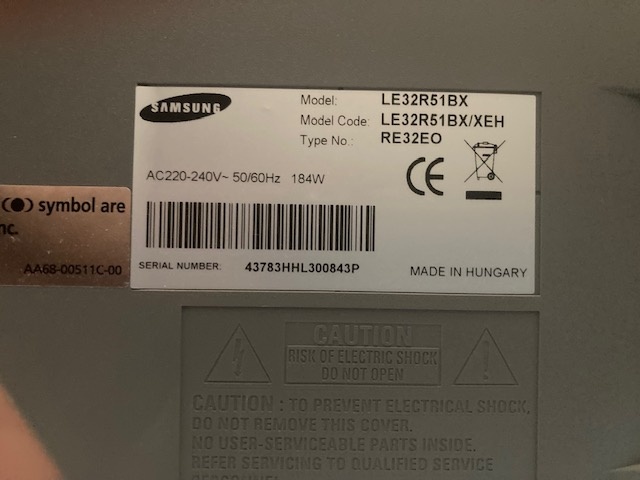 SAMSUNG
Model: LE32R51BX
Model Code: LE32R51BX/XEH
Type No.: RE32EO
AC220-240V~ 50/60Hz 184W
CE
SERIAL NUMBER: 43783HHL300843P
MADE IN HUNGARY
symbol are
nc.
AA68-00511C-00
CAUTION
RISK OF ELECTRIC SHOCK
DO NOT OPEN
CAUTION : TO PREVENT ELECTRICAL SHOCK,
DO NOT REMOVE THIS COVER.
NO USER-SERVICEABLE PARTS INSIDE.
REFER SERVICING TO QUALIFIED SERVICE
PERSONNEL.